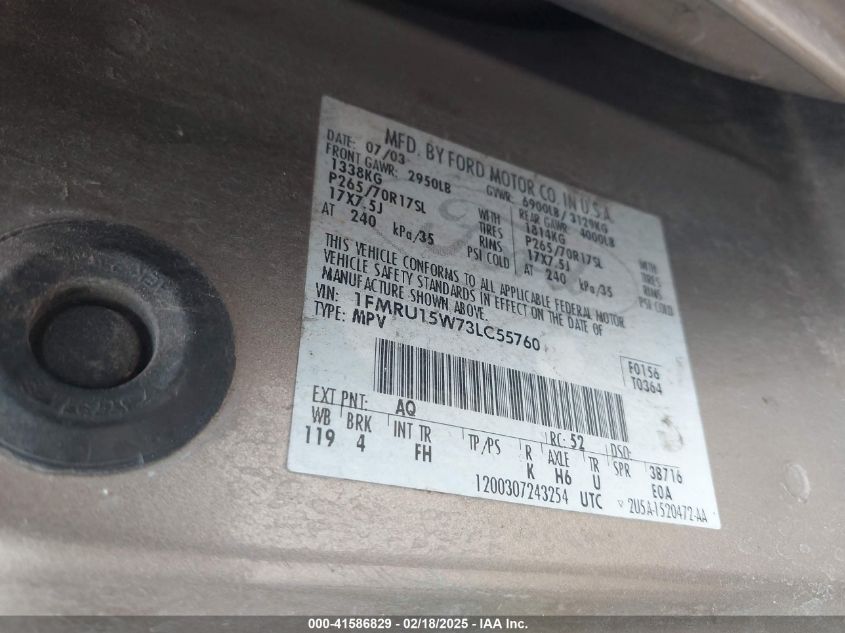 MFD. BY FORD MOTOR CO. IN U.S.A.
DATE: 07/03 GVWR: 6900LB / 3129KG
FRONT GAWR: 2950LB REAR GAWR: 4000LB
1338KG WITH 1814KG WITH
P265/70R17SL TIRES P265/70R17SL TIRES
17X7.5J RIMS 17X7.5J RIMS
AT 240 kPa/35 PSI COLD AT 240 kPa/35 PSI COLD
THIS VEHICLE CONFORMS TO ALL APPLICABLE FEDERAL MOTOR
VEHICLE SAFETY STANDARDS IN EFFECT ON THE DATE OF
MANUFACTURE SHOWN ABOVE.
VIN: 1FMRU15W73LC55760
TYPE: MPV
F0156
T0364
EXT PNT: AQ RC: 52 DSO:
WB BRK INT TR TP/PS R AXLE TR SPR 38716
119 4 FH K H6 U E0A
1200307243254 UTC 2U5A-1520472-AA
000-41586829 - 02/18/2025 - IAA Inc.